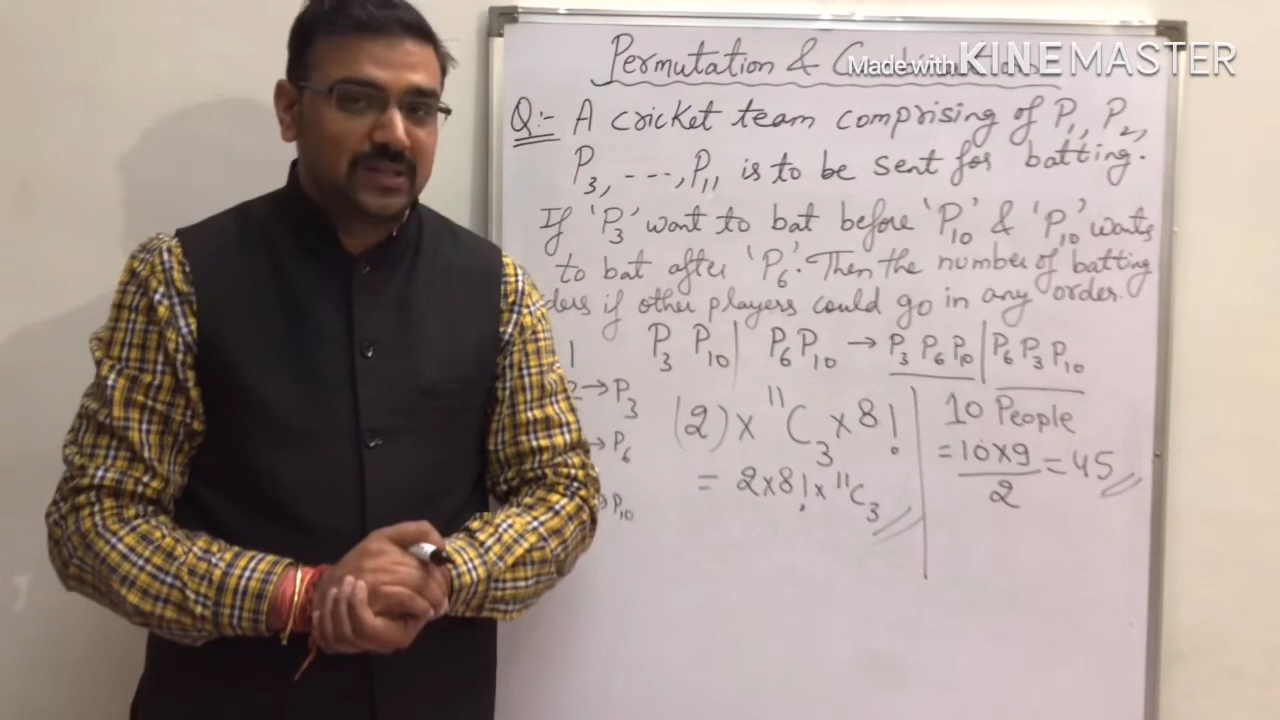 Permutation &
Made with KINEMASTER
Q:- A cricket team comprising of P₁, P₂,
P₃, ----, P₁₁ is to be sent for batting.
If 'P₃' want to bat before 'P₁₀' & 'P₁₀' wants
to bat after 'P₆'. Then the number of batting
ders if other players could go in any order.
1 P₃ P₁₀ | P₆ P₁₀ → P₃ P₆ P₁₀ | P₆ P₃ P₁₀
2 → P₃
→ P₆
P₁₀
(2) × ¹¹C₃ × 8!
= 2×8! × ¹¹C₃
10 People
= 10×9/2 = 45